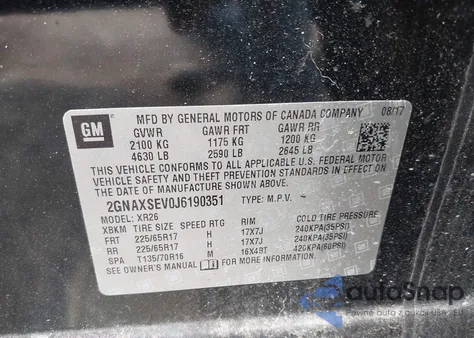 GM
MFD BY GENERAL MOTORS OF CANADA COMPANY 08/17
GVWR GAWR FRT GAWR RR
2100 KG 1175 KG 1200 KG
4630 LB 2590 LB 2645 LB
THIS VEHICLE CONFORMS TO ALL APPLICABLE U.S. FEDERAL MOTOR
VEHICLE SAFETY AND THEFT PREVENTION STANDARDS IN EFFECT ON THE
DATE OF MANUFACTURE SHOWN ABOVE.
2GNAXSEV0J6190351 TYPE: M.P.V.
MODEL: XR26
XBKM TIRE SIZE SPEED RTG RIM COLD TIRE PRESSURE
FRT 225/65R17 H 17X7J 240KPA(35PSI)
RR 225/65R17 H 17X7J 240KPA(35PSI)
SPA T135/70R16 M 16X4BT 420KPA(60PSI)
SEE OWNER'S MANUAL FOR MORE INFORMATION.
autoSnap